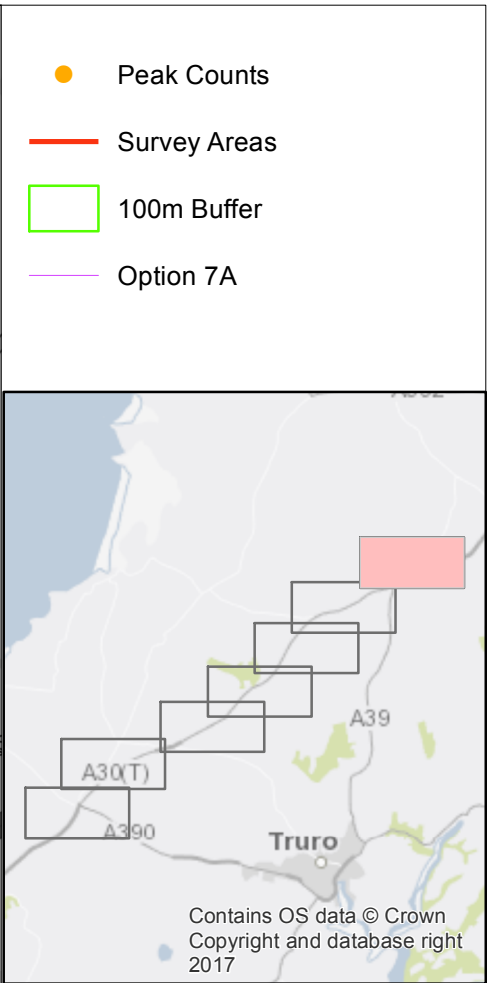 Peak Counts
Survey Areas
100m Buffer
Option 7A
A39
A30(T)
A390
Truro
Contains OS data © Crown
Copyright and database right
2017